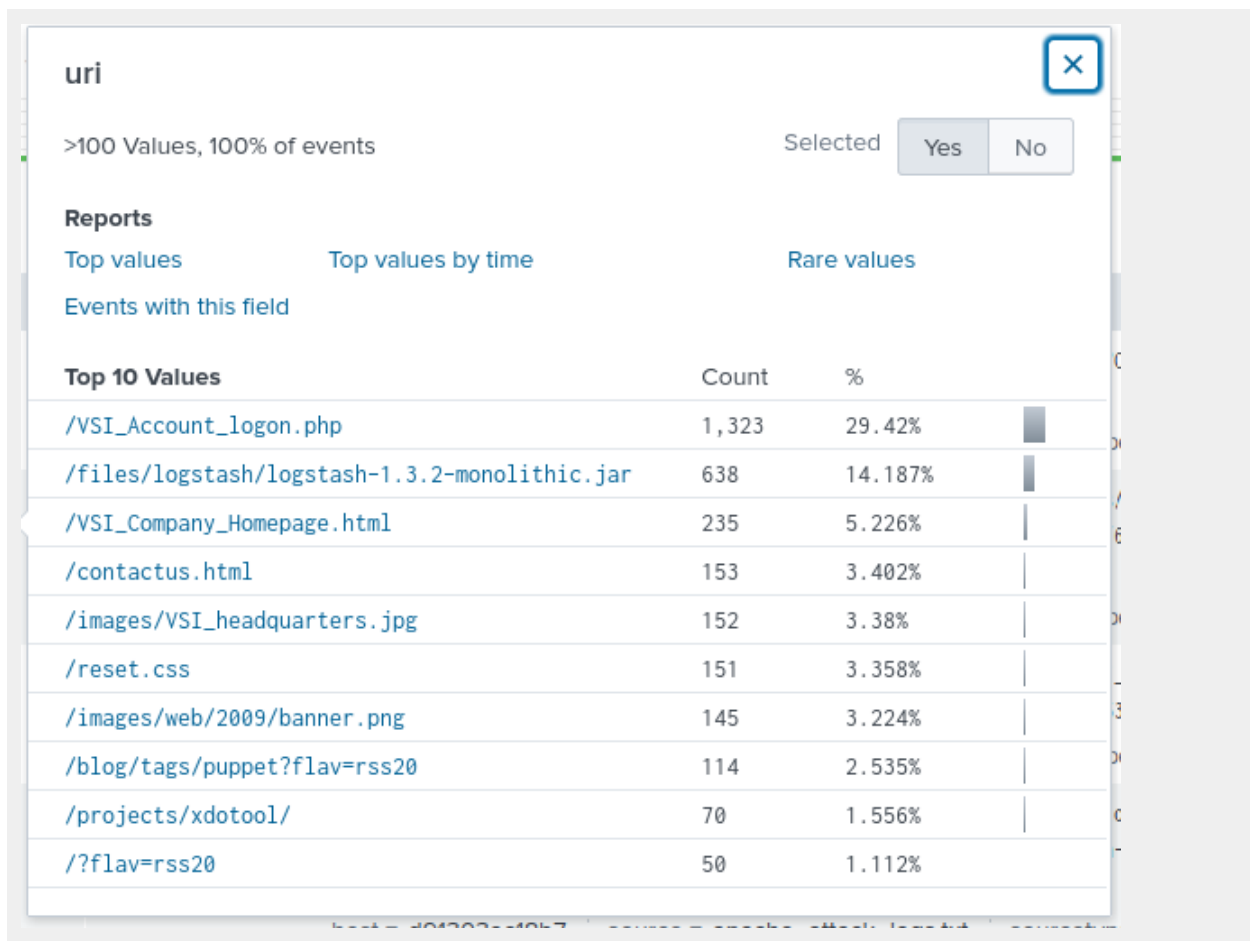 uri
>100 Values, 100% of events
Selected Yes No
Reports
Top values Top values by time Rare values
Events with this field
Top 10 Values Count %
/VSI_Account_logon.php 1,323 29.42%
/files/logstash/logstash-1.3.2-monolithic.jar 638 14.187%
/VSI_Company_Homepage.html 235 5.226%
/contactus.html 153 3.402%
/images/VSI_headquarters.jpg 152 3.38%
/reset.css 151 3.358%
/images/web/2009/banner.png 145 3.224%
/blog/tags/puppet?flav=rss20 114 2.535%
/projects/xdotool/ 70 1.556%
/?flav=rss20 50 1.112%